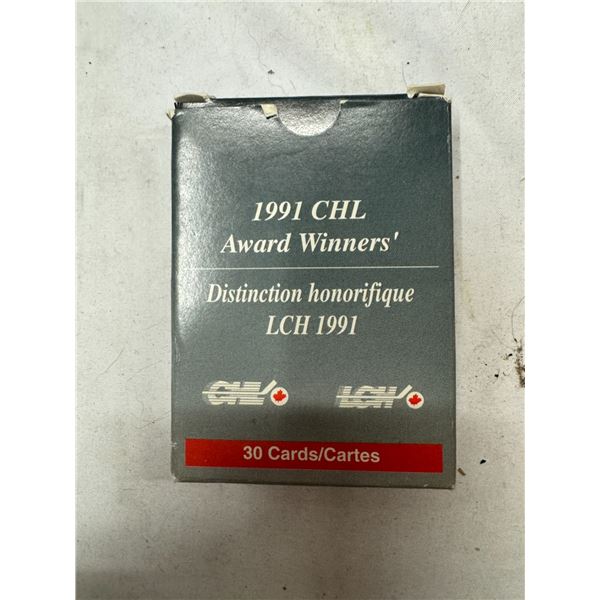 1991 CHL
Award Winners'
Distinction honorifique
LCH 1991
CHL LCH
30 Cards/Cartes